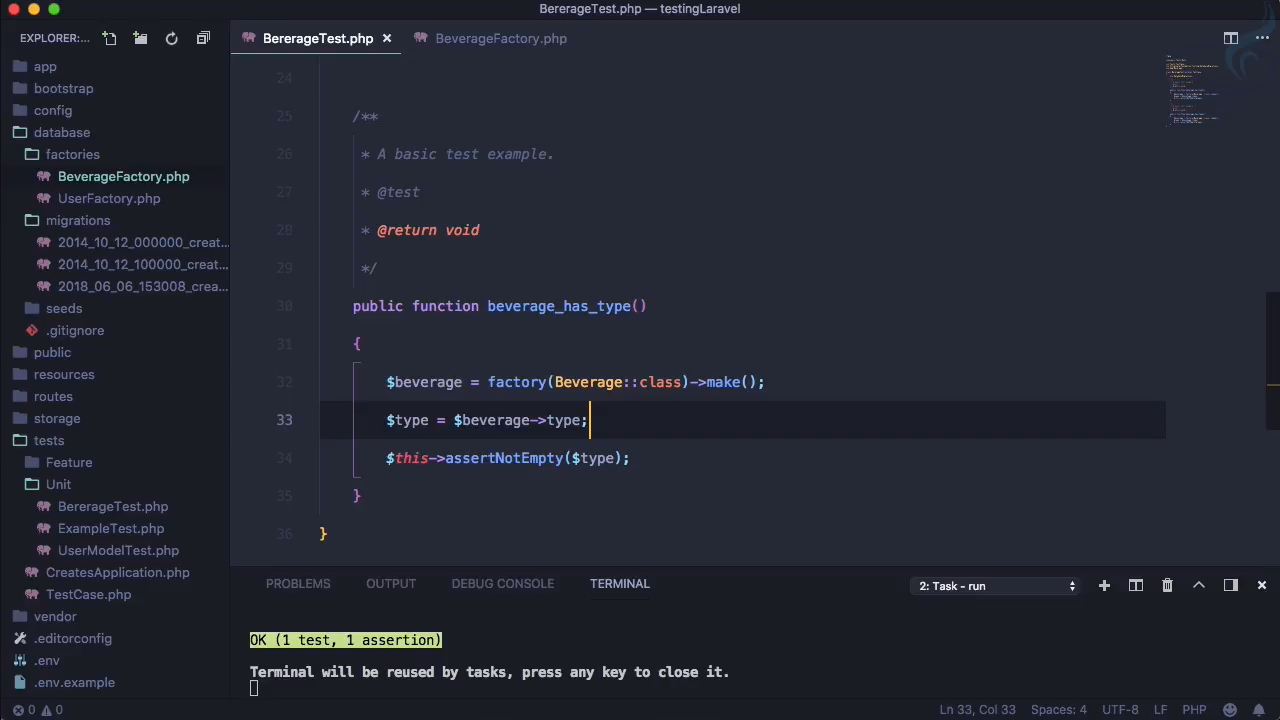 BererageTest.php — testingLaravel
EXPLORER:...
BererageTest.php
BeverageFactory.php
app
bootstrap
config
database
factories
BeverageFactory.php
UserFactory.php
migrations
2014_10_12_000000_creat...
2014_10_12_100000_creat...
2018_06_06_153008_crea...
seeds
.gitignore
public
resources
routes
storage
tests
Feature
Unit
BererageTest.php
ExampleTest.php
UserModelTest.php
CreatesApplication.php
TestCase.php
vendor
.editorconfig
.env
.env.example
24
25 /**
26 * A basic test example.
27 * @test
28 * @return void
29 */
30 public function beverage_has_type()
31 {
32 $beverage = factory(Beverage::class)->make();
33 $type = $beverage->type;
34 $this->assertNotEmpty($type);
35 }
36 }
PROBLEMS OUTPUT DEBUG CONSOLE TERMINAL 2: Task - run
OK (1 test, 1 assertion)
Terminal will be reused by tasks, press any key to close it.
0 0 Ln 33, Col 33 Spaces: 4 UTF-8 LF PHP